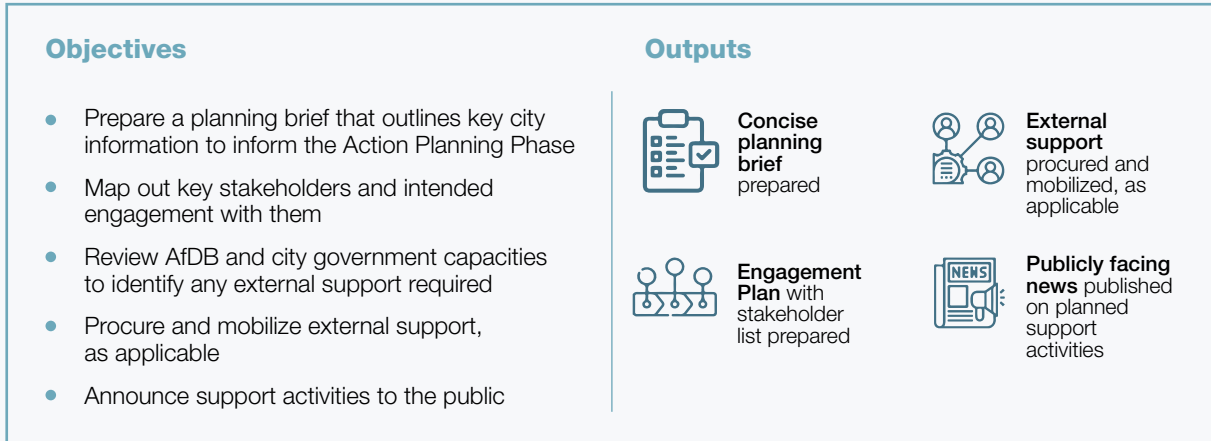 Objectives
Prepare a planning brief that outlines key city
information to inform the Action Planning Phase
Map out key stakeholders and intended
engagement with them
Review AfDB and city government capacities
to identify any external support required
Procure and mobilize external support,
as applicable
Announce support activities to the public
Outputs
Concise
planning
brief
prepared
External
support
procured and
mobilized, as
applicable
Engagement
Plan with
stakeholder
list prepared
NEWS
Publicly facing
news published
on planned
support
activities